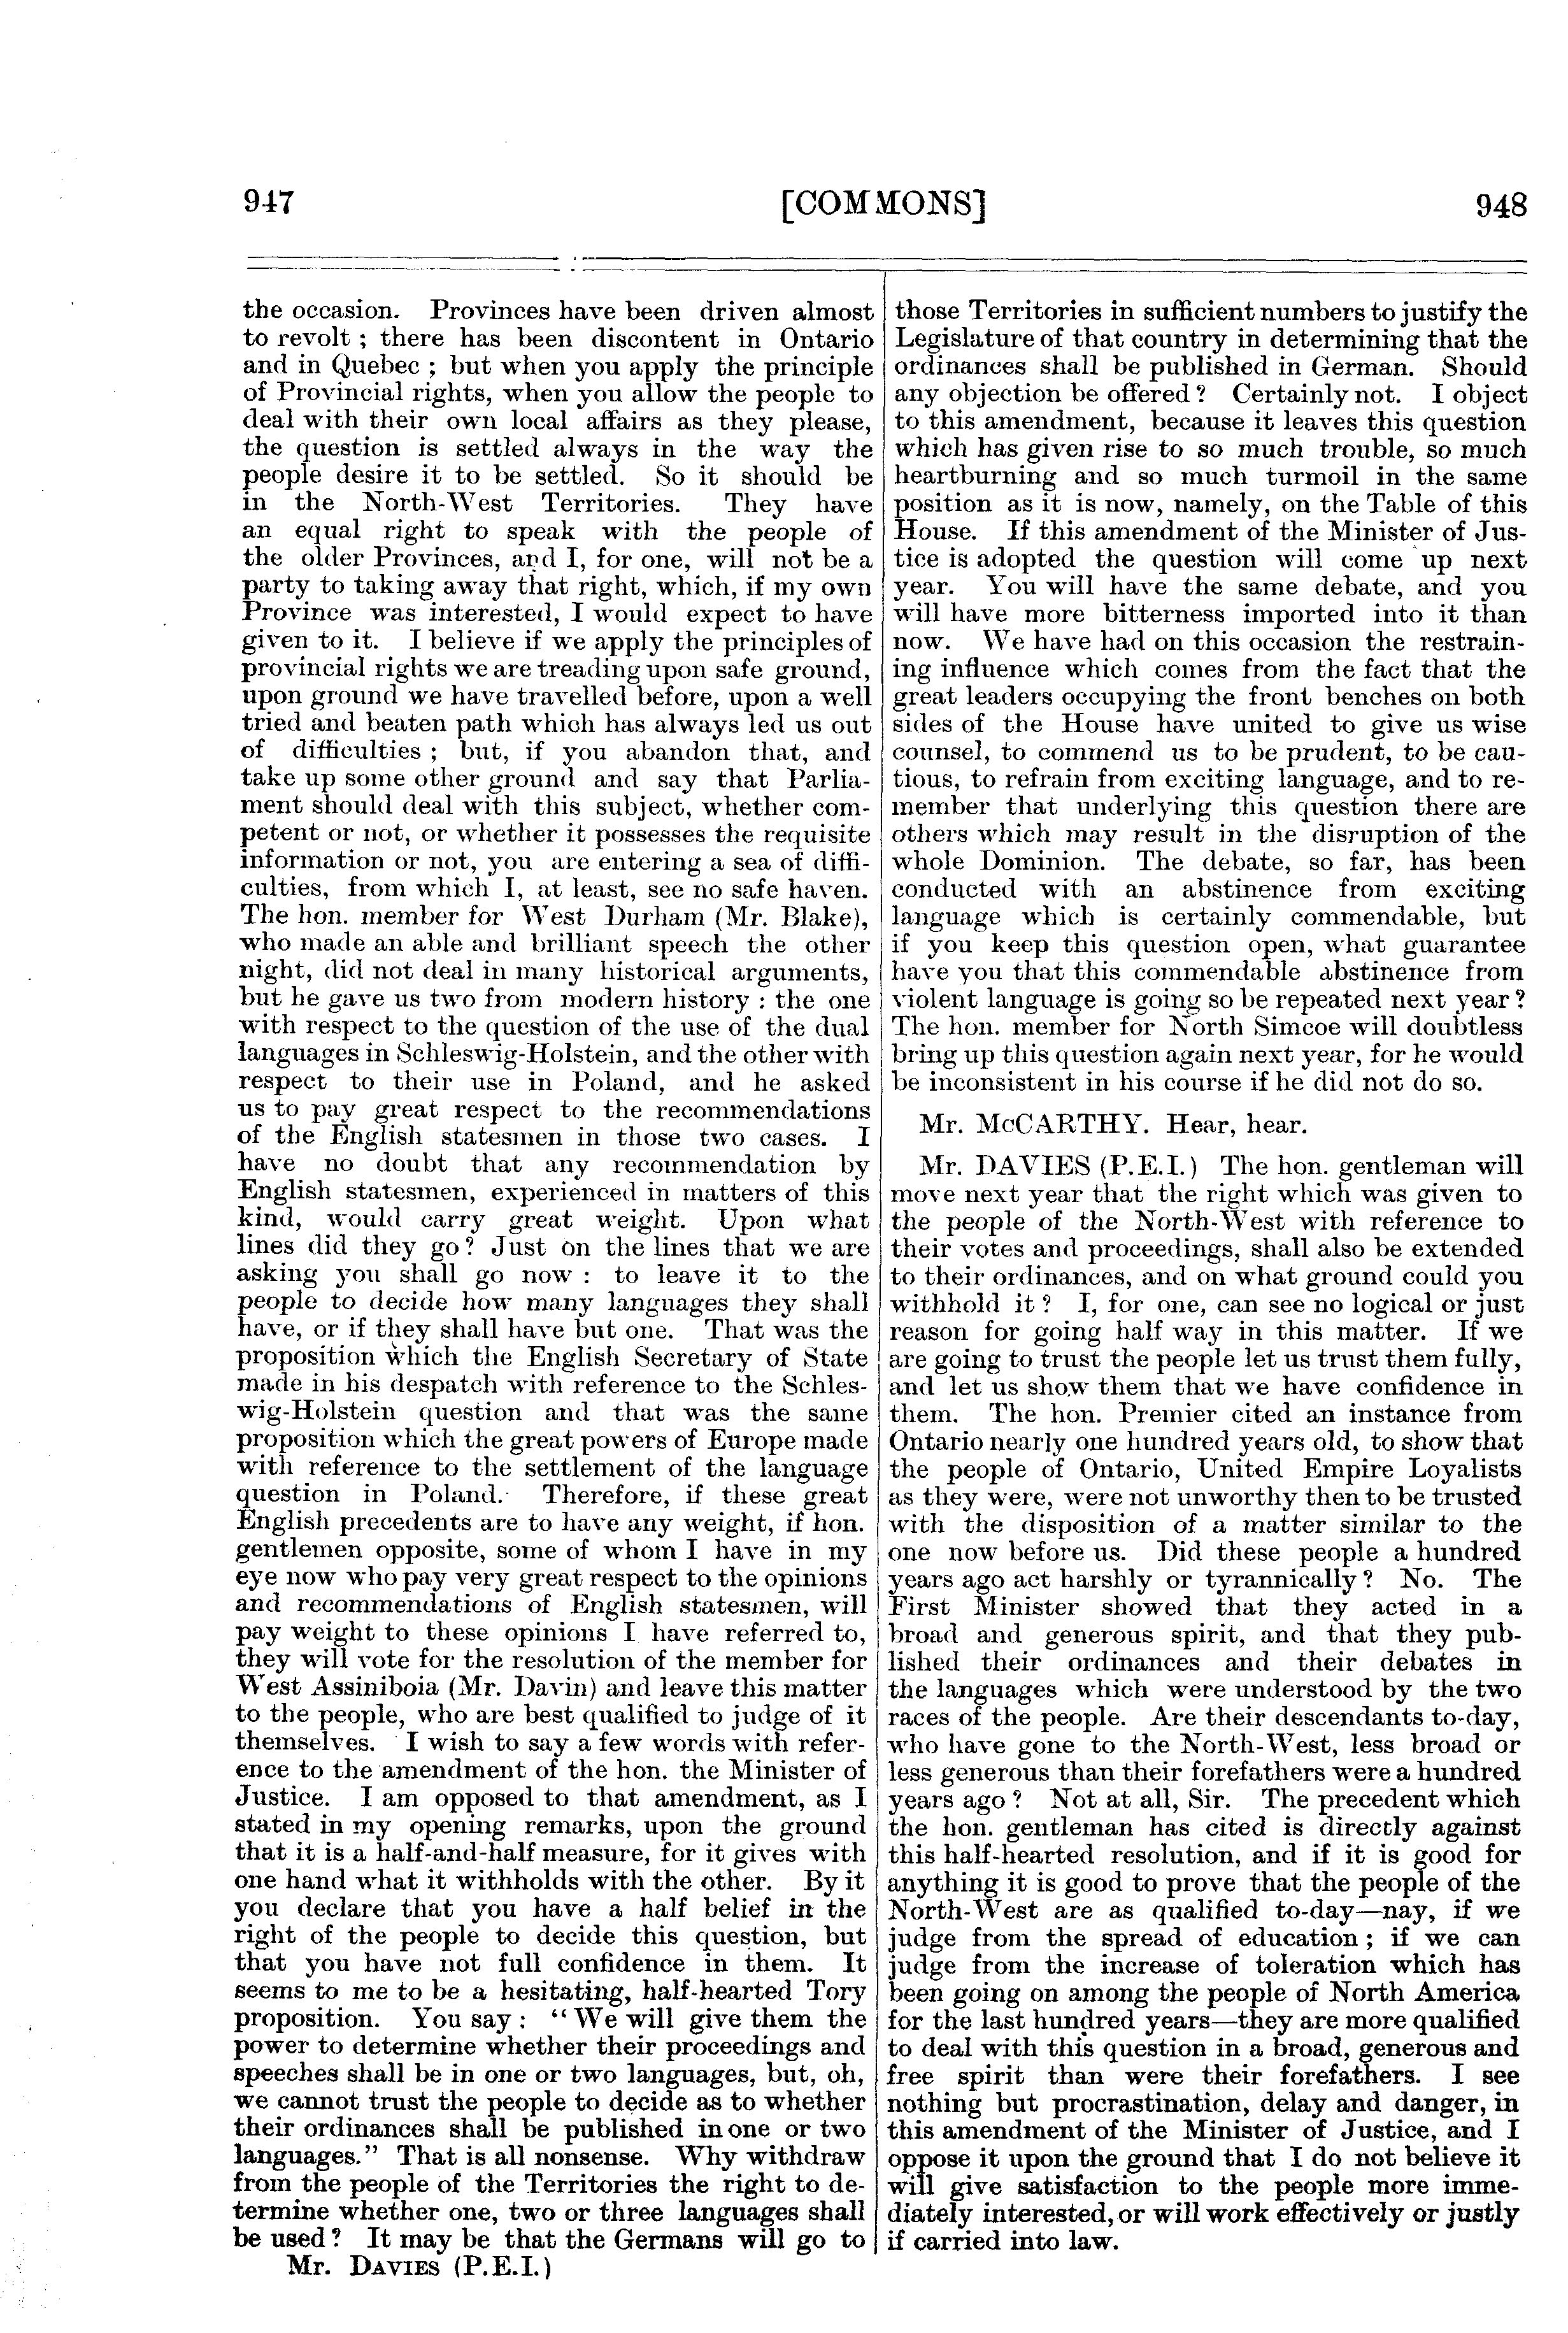 947
[COMMONS]
948
the occasion. Provinces have been driven almost
to revolt ; there has been discontent in Ontario
and in Quebec ; but when you apply the principle
of Provincial rights, when you allow the people to
deal with their own local affairs as they please,
the question is settled always in the way the
people desire it to be settled. So it should be
in the North-West Territories. They have
an equal right to speak with the people of
the older Provinces, and I, for one, will not be a
party to taking away that right, which, if my own
Province was interested, I would expect to have
given to it. I believe if we apply the principles of
provincial rights we are treading upon safe ground,
upon ground we have travelled before, upon a well
tried and beaten path which has always led us out
of difficulties ; but, if you abandon that, and
take up some other ground and say that Parlia-
ment should deal with this subject, whether com-
petent or not, or whether it possesses the requisite
information or not, you are entering a sea of diffi-
culties, from which I, at least, see no safe haven.
The hon. member for West Durham (Mr. Blake),
who made an able and brilliant speech the other
night, did not deal in many historical arguments,
but he gave us two from modern history : the one
with respect to the question of the use of the dual
languages in Schleswig-Holstein, and the other with
respect to their use in Poland, and he asked
us to pay great respect to the recommendations
of the English statesmen in those two cases. I
have no doubt that any recommendation by
English statesmen, experienced in matters of this
kind, would carry great weight. Upon what
lines did they go? Just on the lines that we are
asking you shall go now : to leave it to the
people to decide how many languages they shall
have, or if they shall have but one. That was the
proposition which the English Secretary of State
made in his despatch with reference to the Schles-
wig-Holstein question and that was the same
proposition which the great powers of Europe made
with reference to the settlement of the language
question in Poland. Therefore, if these great
English precedents are to have any weight, if hon.
gentlemen opposite, some of whom I have in my
eye now who pay very great respect to the opinions
and recommendations of English statesmen, will
pay weight to these opinions I have referred to,
they will vote for the resolution of the member for
West Assiniboia (Mr. Davin) and leave this matter
to the people, who are best qualified to judge of it
themselves. I wish to say a few words with refer-
ence to the amendment of the hon. the Minister of
Justice. I am opposed to that amendment, as I
stated in my opening remarks, upon the ground
that it is a half-and-half measure, for it gives with
one hand what it withholds with the other. By it
you declare that you have a half belief in the
right of the people to decide this question, but
that you have not full confidence in them. It
seems to me to be a hesitating, half-hearted Tory
proposition. You say : "We will give them the
power to determine whether their proceedings and
speeches shall be in one or two languages, but, oh,
we cannot trust the people to decide as to whether
their ordinances shall be published in one or two
languages." That is all nonsense. Why withdraw
from the people of the Territories the right to de-
termine whether one, two or three languages shall
be used? It may be that the Germans will go to
Mr. DAVIES (P.E.I.)
those Territories in sufficient numbers to justify the
Legislature of that country in determining that the
ordinances shall be published in German. Should
any objection be offered? Certainly not. I object
to this amendment, because it leaves this question
which has given rise to so much trouble, so much
heartburning and so much turmoil in the same
position as it is now, namely, on the Table of this
House. If this amendment of the Minister of Jus-
tice is adopted the question will come up next
year. You will have the same debate, and you
will have more bitterness imported into it than
now. We have had on this occasion the restrain-
ing influence which comes from the fact that the
great leaders occupying the front benches on both
sides of the House have united to give us wise
counsel, to commend us to be prudent, to be cau-
tious, to refrain from exciting language, and to re-
member that underlying this question there are
others which may result in the disruption of the
whole Dominion. The debate, so far, has been
conducted with an abstinence from exciting
language which is certainly commendable, but
if you keep this question open, what guarantee
have you that this commendable abstinence from
violent language is going so be repeated next year?
The hon. member for North Simcoe will doubtless
bring up this question again next year, for he would
be inconsistent in his course if he did not do so.
Mr. McCARTHY. Hear, hear.
Mr. DAVIES (P.E.I.) The hon. gentleman will
move next year that the right which was given to
the people of the North-West with reference to
their votes and proceedings, shall also be extended
to their ordinances, and on what ground could you
withhold it? I, for one, can see no logical or just
reason for going half way in this matter. If we
are going to trust the people let us trust them fully,
and let us show them that we have confidence in
them. The hon. Premier cited an instance from
Ontario nearly one hundred years old, to show that
the people of Ontario, United Empire Loyalists
as they were, were not unworthy then to be trusted
with the disposition of a matter similar to the
one now before us. Did these people a hundred
years ago act harshly or tyrannically? No. The
First Minister showed that they acted in a
broad and generous spirit, and that they pub-
lished their ordinances and their debates in
the languages which were understood by the two
races of the people. Are their descendants to-day,
who have gone to the North-West, less broad or
less generous than their forefathers were a hundred
years ago? Not at all, Sir. The precedent which
the hon. gentleman has cited is directly against
this half-hearted resolution, and if it is good for
anything it is good to prove that the people of the
North-West are as qualified to-day—nay, if we
judge from the spread of education ; if we can
judge from the increase of toleration which has
been going on among the people of North America
for the last hundred years—they are more qualified
to deal with this question in a broad, generous and
free spirit than were their forefathers. I see
nothing but procrastination, delay and danger, in
this amendment of the Minister of Justice, and I
oppose it upon the ground that I do not believe it
will give satisfaction to the people more imme-
diately interested, or will work effectively or justly
if carried into law.